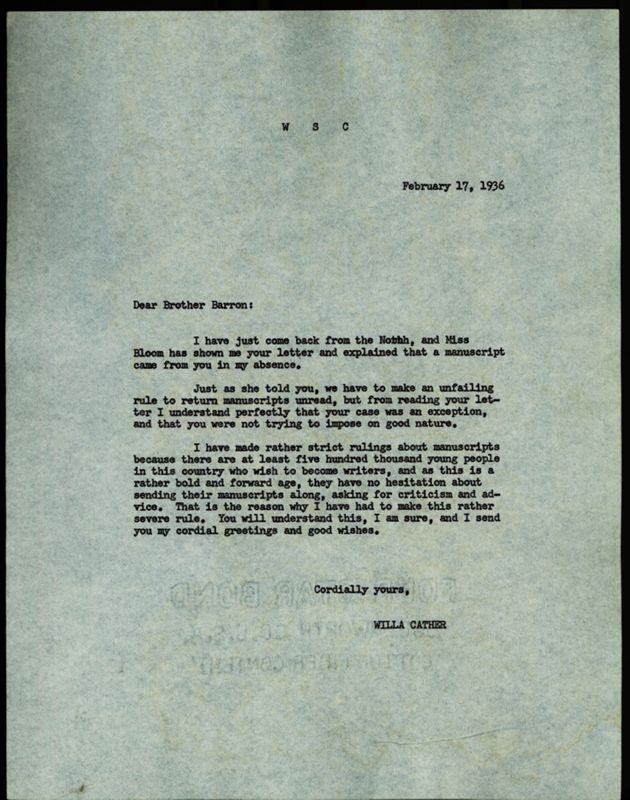 W S C
February 17, 1936
Dear Brother Barron:
I have just come back from the North, and Miss
Bloom has shown me your letter and explained that a manuscript
came from you in my absence.
Just as she told you, we have to make an unfailing
rule to return manuscripts unread, but from reading your let-
ter I understand perfectly that your case was an exception,
and that you were not trying to impose on good nature.
I have made rather strict rulings about manuscripts
because there are at least five hundred thousand young people
in this country who wish to become writers, and as this is a
rather bold and forward age, they have no hesitation about
sending their manuscripts along, asking for criticism and ad-
vice. That is the reason why I have had to make this rather
severe rule. You will understand this, I am sure, and I send
you my cordial greetings and good wishes.
Cordially yours,
WILLA CATHER
STAR BOND
COTTON FIBER CONTENT